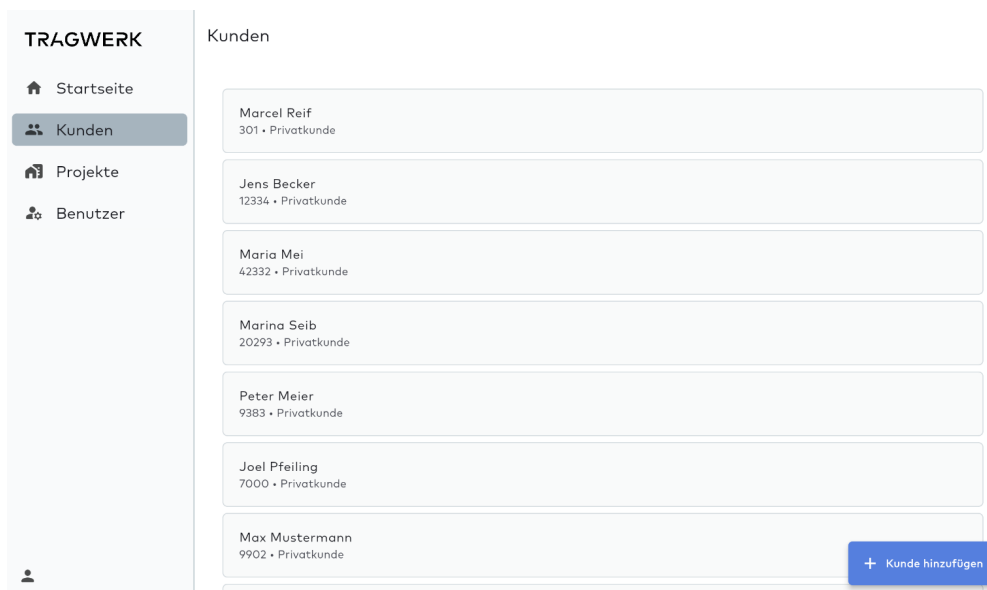 TRAGWERK
Startseite
Kunden
Projekte
Benutzer
Kunden
Marcel Reif
301 • Privatkunde
Jens Becker
12334 • Privatkunde
Maria Mei
42332 • Privatkunde
Marina Seib
20293 • Privatkunde
Peter Meier
9383 • Privatkunde
Joel Pfeiling
7000 • Privatkunde
Max Mustermann
9902 • Privatkunde
Kunde hinzufügen